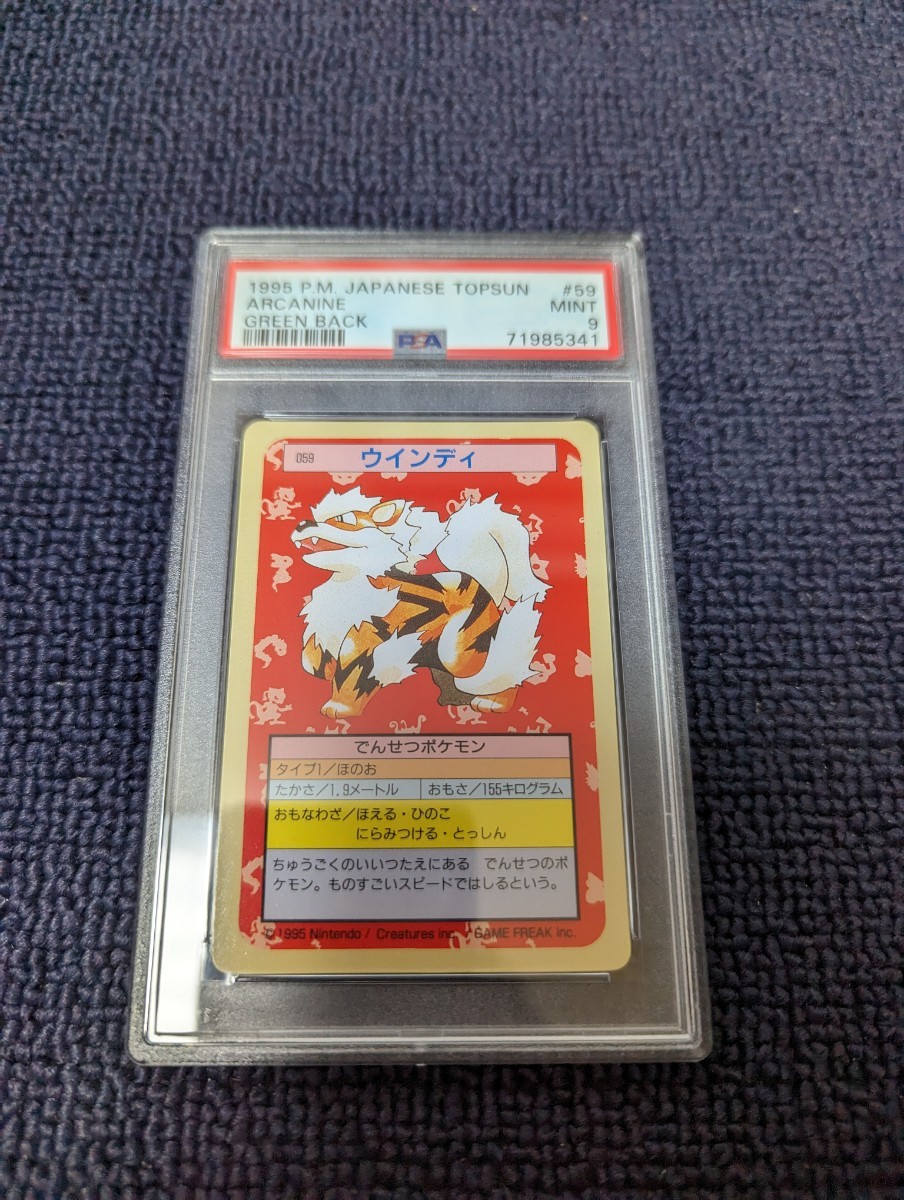 1995 P.M. JAPANESE TOPSUN #59
ARCANINE MINT
GREEN BACK 9
PSA 71985341
059 ウインディ
でんせつポケモン
タイプ1/ほのお
たかさ/1.9メートル おもさ/155キログラム
おもなわざ/ほえる・ひのこ
にらみつける・とっしん
ちゅうごくのいいつたえにある でんせつのポ
ケモン。ものすごいスピードではしるという。
© 1995 Nintendo / Creatures inc. / GAME FREAK inc.